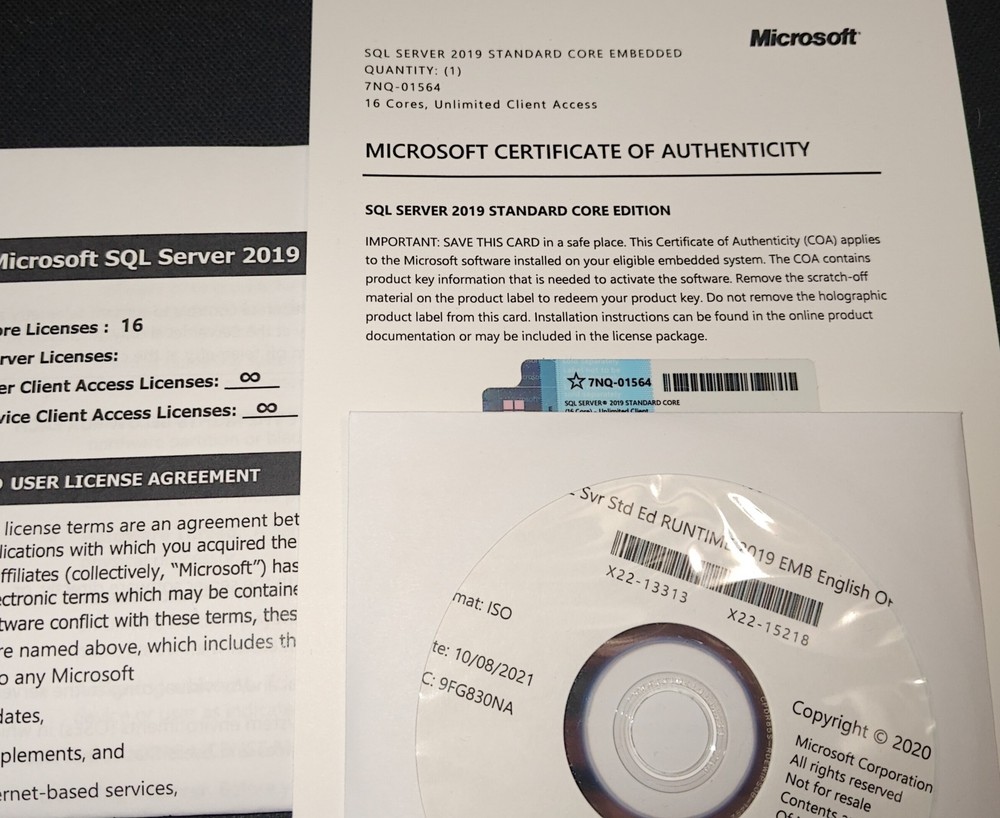 Microsoft
SQL SERVER 2019 STANDARD CORE EMBEDDED
QUANTITY: (1)
7NQ-01564
16 Cores, Unlimited Client Access
MICROSOFT CERTIFICATE OF AUTHENTICITY
SQL SERVER 2019 STANDARD CORE EDITION
IMPORTANT: SAVE THIS CARD in a safe place. This Certificate of Authenticity (COA) applies
to the Microsoft software installed on your eligible embedded system. The COA contains
product key information that is needed to activate the software. Remove the scratch-off
material on the product label to redeem your product key. Do not remove the holographic
product label from this card. Installation instructions can be found in the online product
documentation or may be included in the license package.
7NQ-01564
SQL SERVER® 2019 STANDARD CORE
(16 Core) - Unlimited Client
Microsoft SQL Server 2019
ore Licenses : 16
rver Licenses:
er Client Access Licenses: ∞
vice Client Access Licenses: ∞
USER LICENSE AGREEMENT
license terms are an agreement bet
lications with which you acquired the
ffiliates (collectively, “Microsoft”) has
ectronic terms which may be containe
tware conflict with these terms, thes
re named above, which includes th
o any Microsoft
dates,
plements, and
ernet-based services,
Svr Std Ed RUNTIME 2019 EMB English
X22-13313
X22-15218
mat: ISO
te: 10/08/2021
C: 9FG830NA
Copyright © 2020
Microsoft Corporation
All rights reserved
Not for resale
Contents